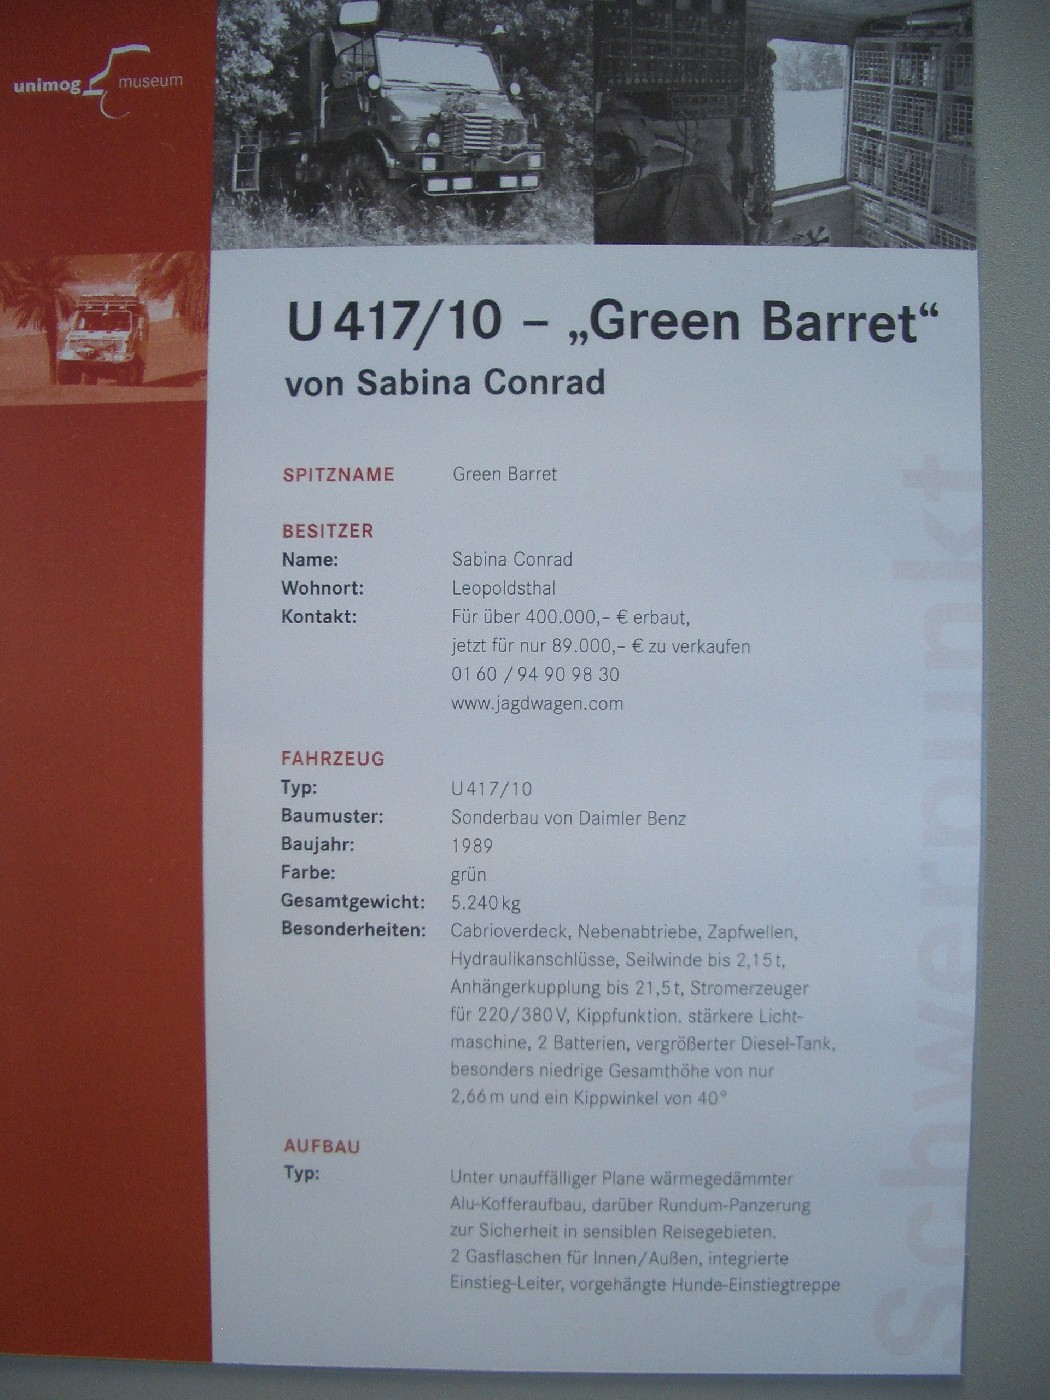 unimog museum
U 417/10 – „Green Barret“
von Sabina Conrad
SPITZNAME Green Barret
BESITZER
Name: Sabina Conrad
Wohnort: Leopoldsthal
Kontakt: Für über 400.000,– € erbaut,
jetzt für nur 89.000,– € zu verkaufen
01 60 / 94 90 98 30
www.jagdwagen.com
FAHRZEUG
Typ: U 417/10
Baumuster: Sonderbau von Daimler Benz
Baujahr: 1989
Farbe: grün
Gesamtgewicht: 5.240 kg
Besonderheiten: Cabrioverdeck, Nebenabtriebe, Zapfwellen,
Hydraulikanschlüsse, Seilwinde bis 2,15 t,
Anhängerkupplung bis 21,5 t, Stromerzeuger
für 220/380 V, Kippfunktion. stärkere Licht-
maschine, 2 Batterien, vergrößerter Diesel-Tank,
besonders niedrige Gesamthöhe von nur
2,66 m und ein Kippwinkel von 40°
AUFBAU
Typ: Unter unauffälliger Plane wärmegedämmter
Alu-Kofferaufbau, darüber Rundum-Panzerung
zur Sicherheit in sensiblen Reisegebieten.
2 Gasflaschen für Innen/Außen, integrierte
Einstieg-Leiter, vorgehängte Hunde-Einstiegtreppe
Schwerpunkt